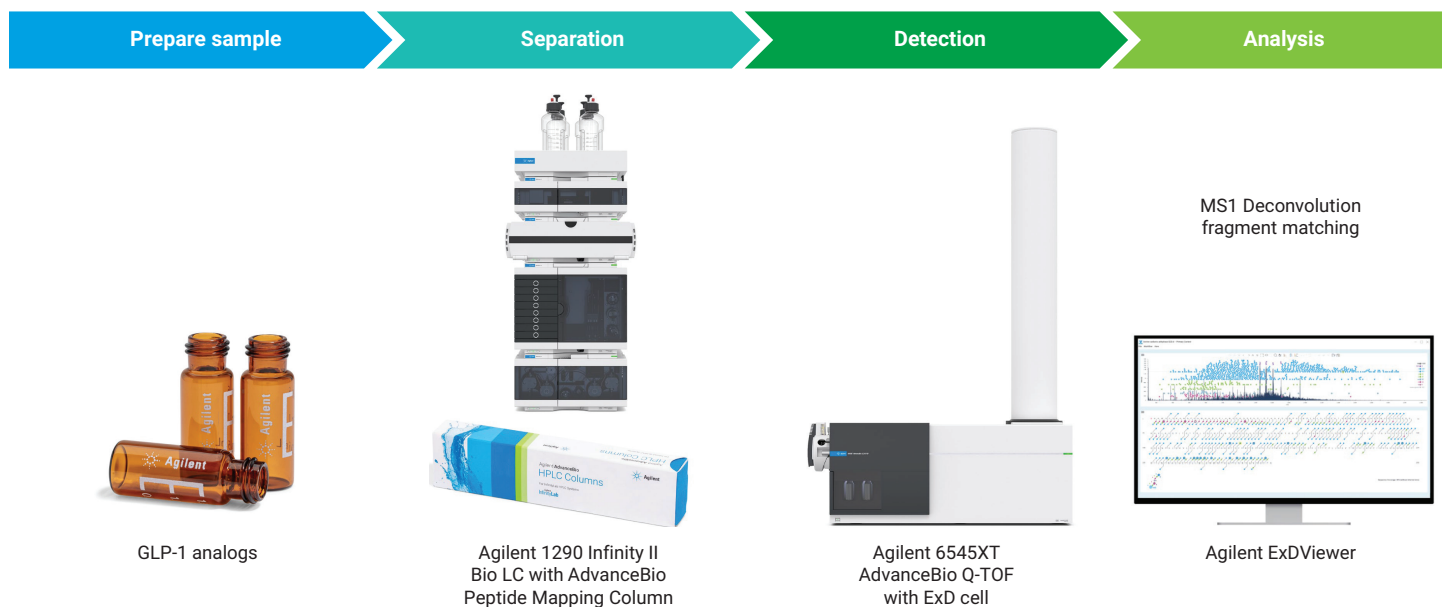 Prepare sample
Separation
Detection
Analysis
MS1 Deconvolution
fragment matching
Agilent
Agilent
Agilent
Agilent AdvanceBio
HPLC Columns
Agilent
GLP-1 analogs
Agilent 1290 Infinity II
Bio LC with AdvanceBio
Peptide Mapping Column
Agilent 6545XT
AdvanceBio Q-TOF
with ExD cell
Agilent ExDViewer